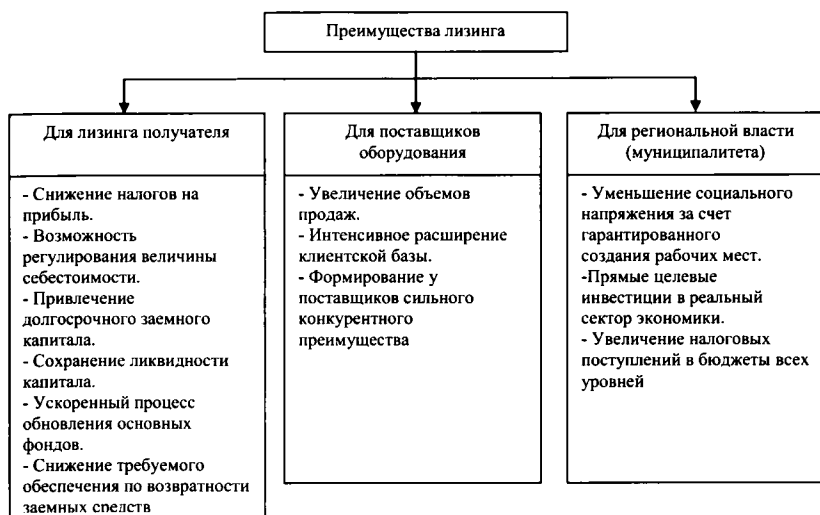 Преимущества лизинга
Для лизинга получателя
- Снижение налогов на
прибыль.
- Возможность
регулирования величины
себестоимости.
- Привлечение
долгосрочного заемного
капитала.
- Сохранение ликвидности
капитала.
- Ускоренный процесс
обновления основных
фондов.
- Снижение требуемого
обеспечения по возвратности
заемных средств
Для поставщиков
оборудования
- Увеличение объемов
продаж.
- Интенсивное расширение
клиентской базы.
- Формирование у
поставщиков сильного
конкурентного
преимущества
Для региональной власти
(муниципалитета)
- Уменьшение социального
напряжения за счет
гарантированного
создания рабочих мест.
-Прямые целевые
инвестиции в реальный
сектор экономики.
- Увеличение налоговых
поступлений в бюджеты всех
уровней